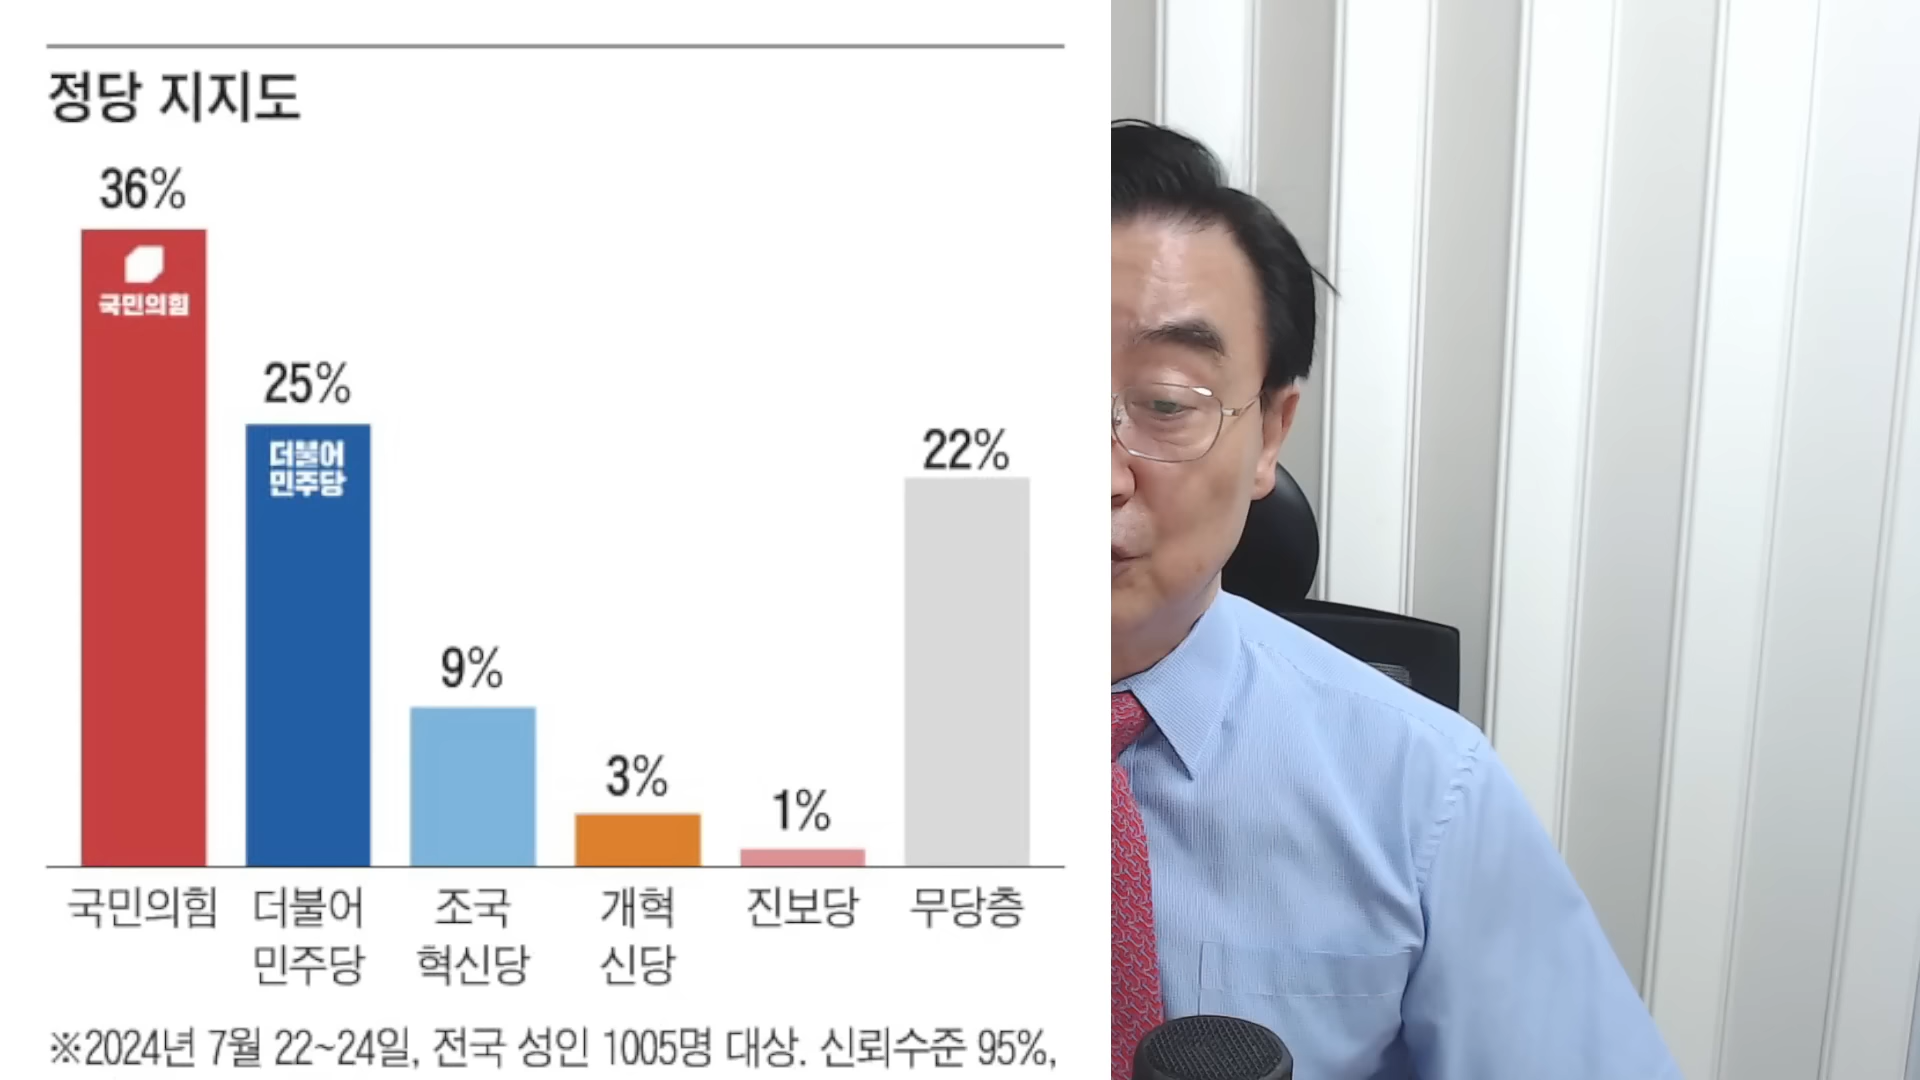 정당 지지도
36%
국민의힘
25%
더불어
민주당
9%
3%
1%
22%
국민의힘
더불어
민주당
조국
혁신당
개혁
신당
진보당
무당층
※2024년 7월 22~24일, 전국 성인 1005명 대상. 신뢰수준 95%,